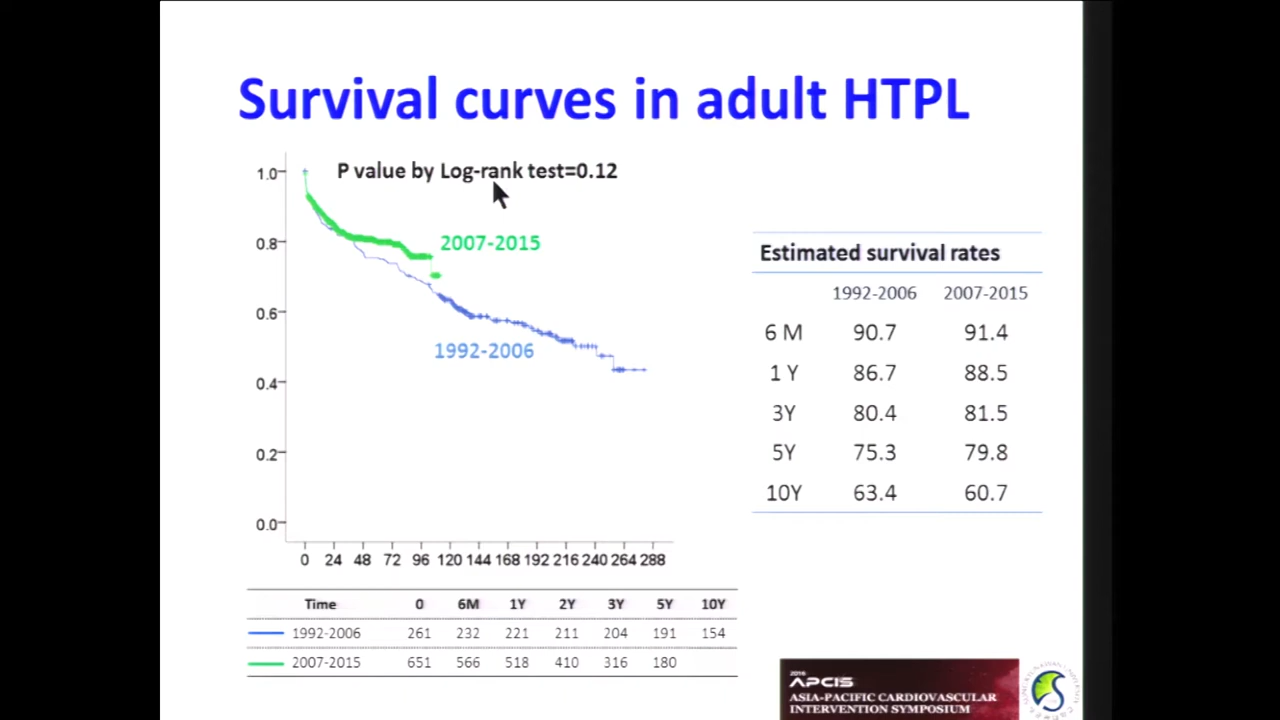 Survival curves in adult HTPL
P value by Log-rank test=0.12
1.0
0.8
0.6
0.4
0.2
0.0
2007-2015
1992-2006
0 24 48 72 96 120 144 168 192 216 240 264 288
Estimated survival rates
1992-2006 2007-2015
6 M 90.7 91.4
1 Y 86.7 88.5
3Y 80.4 81.5
5Y 75.3 79.8
10Y 63.4 60.7
Time 0 6M 1Y 2Y 3Y 5Y 10Y
1992-2006 261 232 221 211 204 191 154
2007-2015 651 566 518 410 316 180
APCIS
ASIA-PACIFIC CARDIOVASCULAR
INTERVENTION SYMPOSIUM